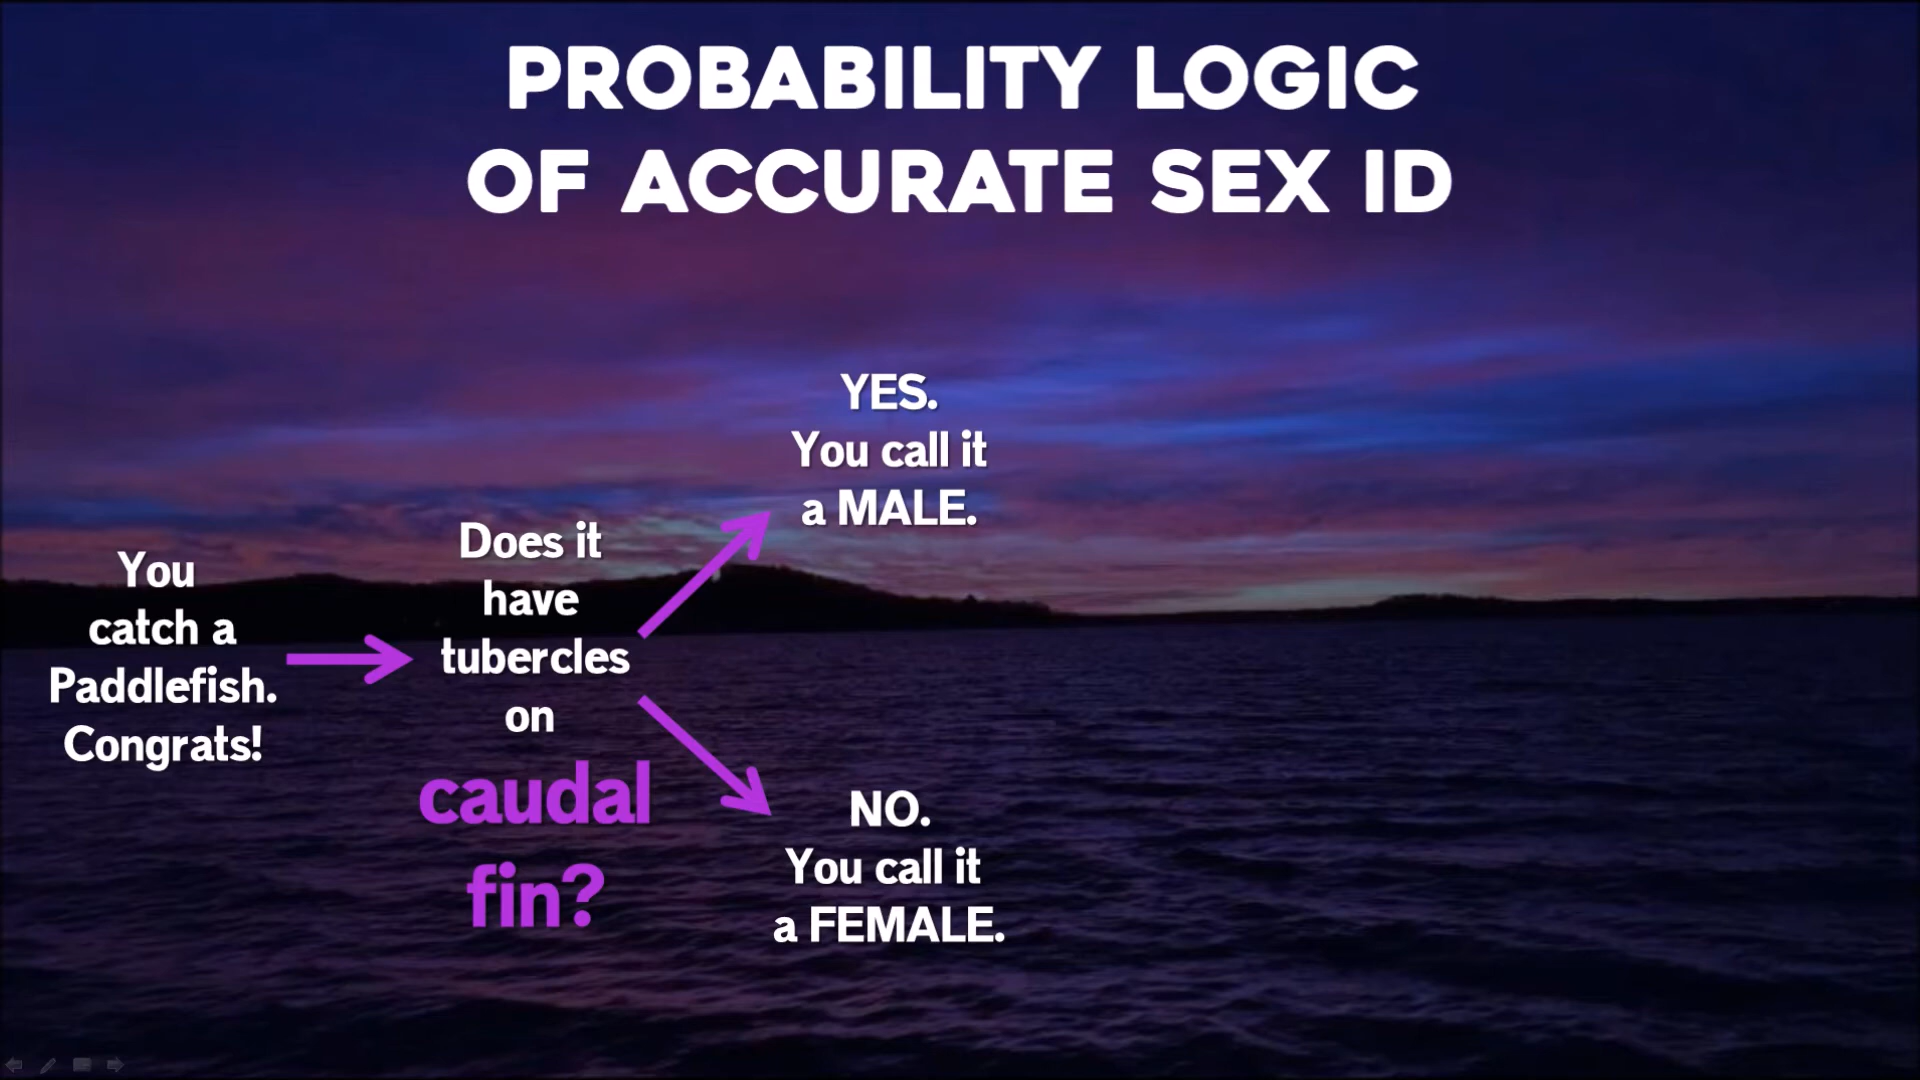 PROBABILITY LOGIC
OF ACCURATE SEX ID
You
catch a
Paddlefish.
Congrats!
Does it
have
tubercles
on
caudal
fin?
YES.
You call it
a MALE.
NO.
You call it
a FEMALE.